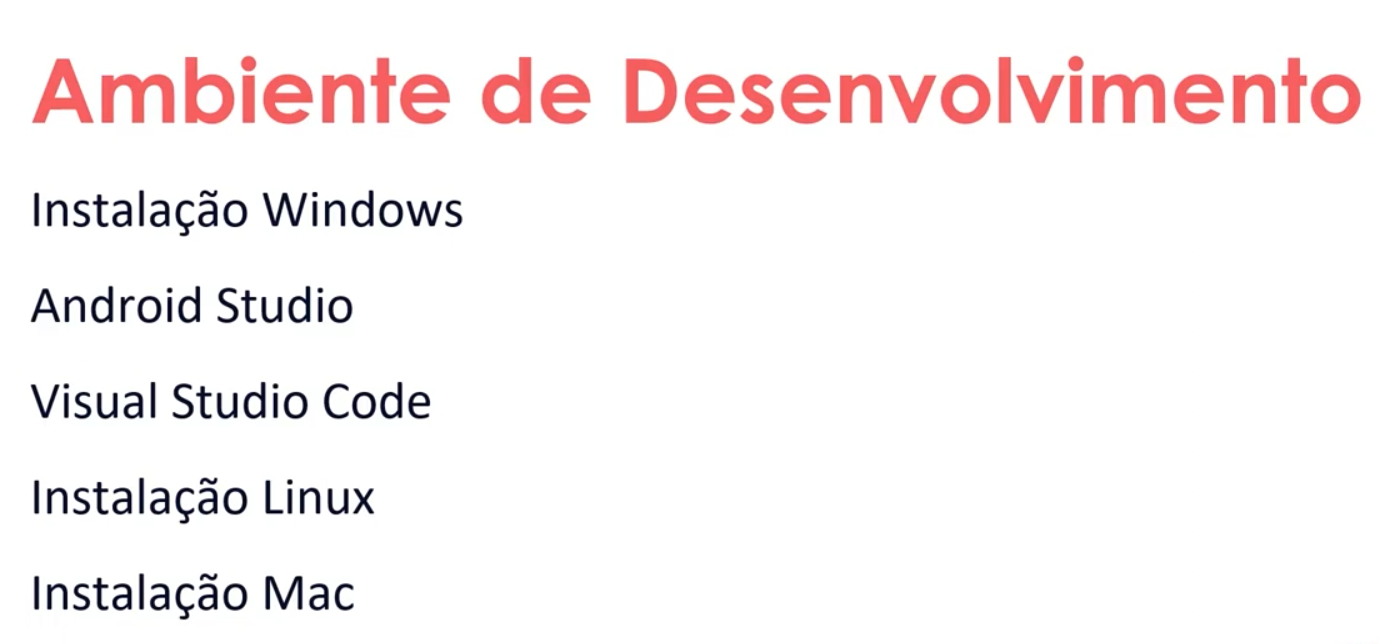 Ambiente de Desenvolvimento
Instalação Windows
Android Studio
Visual Studio Code
Instalação Linux
Instalação Mac